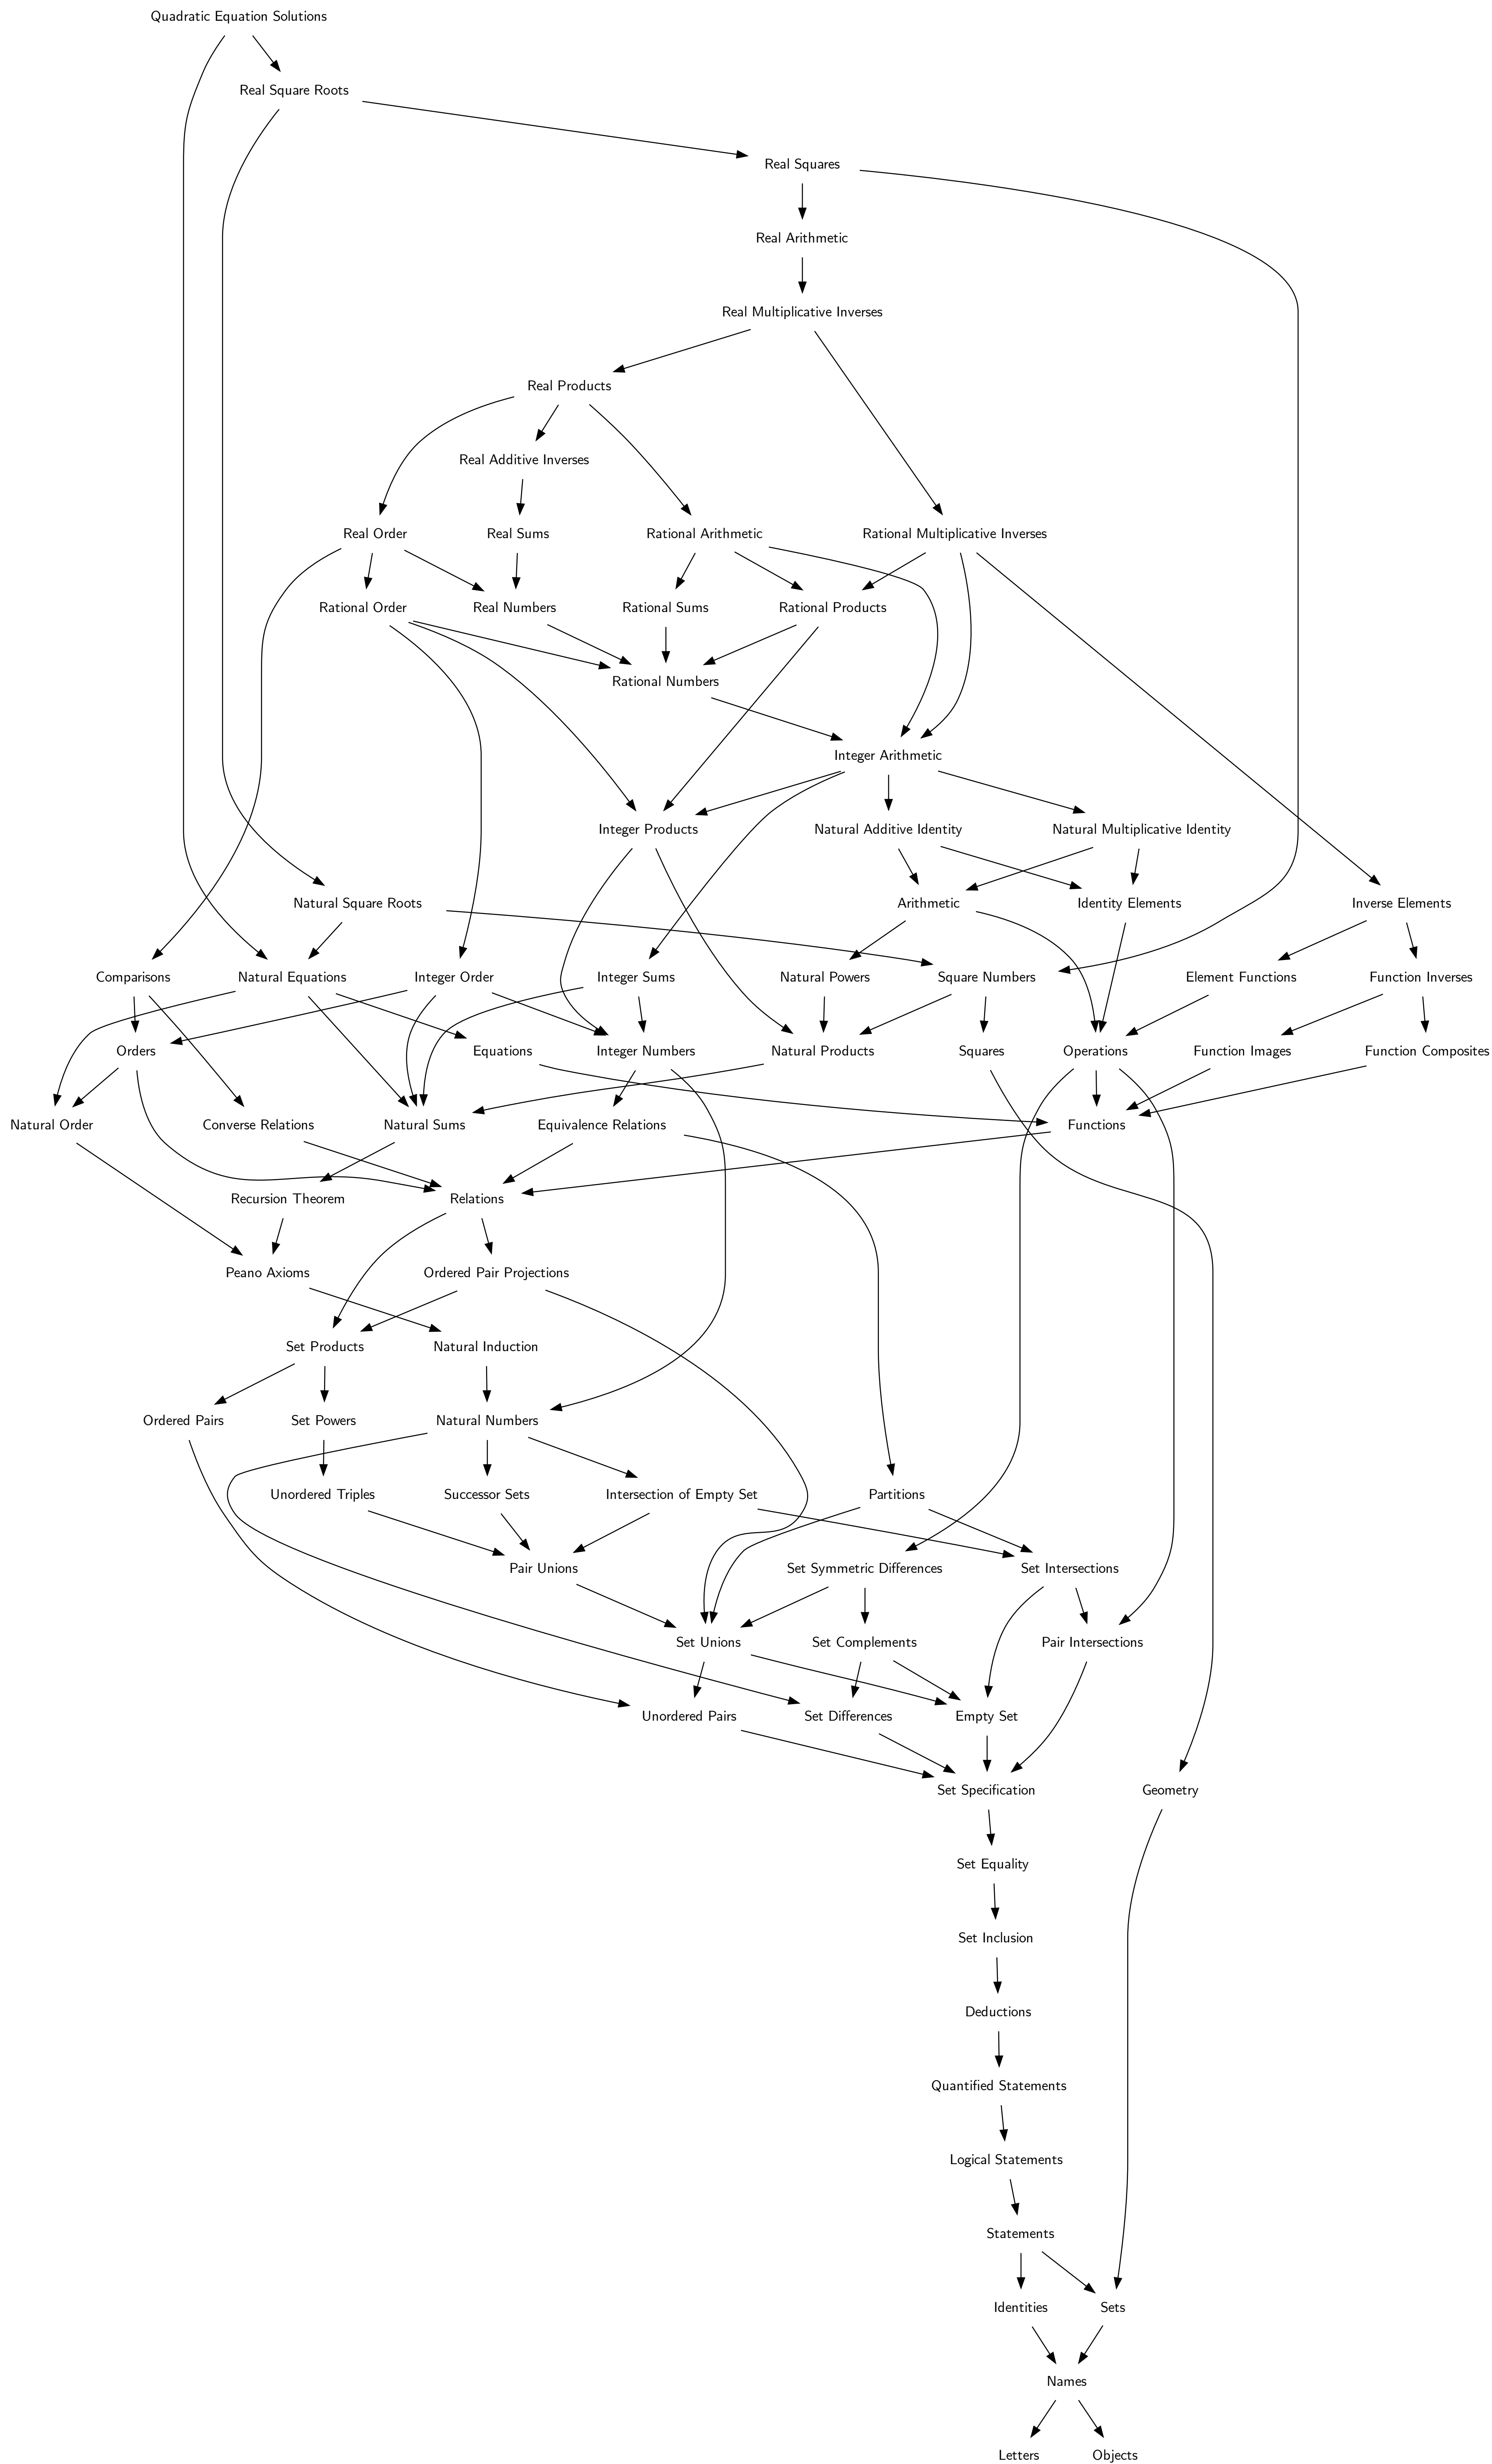 Quadratic Equation Solutions
Real Square Roots
Real Squares
Real Arithmetic
Real Multiplicative Inverses
Real Products
Real Additive Inverses
Real Order
Real Sums
Rational Arithmetic
Rational Multiplicative Inverses
Rational Order
Real Numbers
Rational Sums
Rational Products
Rational Numbers
Integer Arithmetic
Integer Products
Natural Additive Identity
Natural Multiplicative Identity
Natural Square Roots
Arithmetic
Identity Elements
Inverse Elements
Comparisons
Natural Equations
Integer Order
Integer Sums
Natural Powers
Square Numbers
Element Functions
Function Inverses
Orders
Equations
Integer Numbers
Natural Products
Squares
Operations
Function Images
Function Composites
Natural Order
Converse Relations
Natural Sums
Equivalence Relations
Functions
Recursion Theorem
Relations
Peano Axioms
Ordered Pair Projections
Set Products
Natural Induction
Ordered Pairs
Set Powers
Natural Numbers
Unordered Triples
Successor Sets
Intersection of Empty Set
Partitions
Pair Unions
Set Symmetric Differences
Set Intersections
Set Unions
Set Complements
Pair Intersections
Unordered Pairs
Set Differences
Empty Set
Set Specification
Geometry
Set Equality
Set Inclusion
Deductions
Quantified Statements
Logical Statements
Statements
Identities
Sets
Names
Letters
Objects